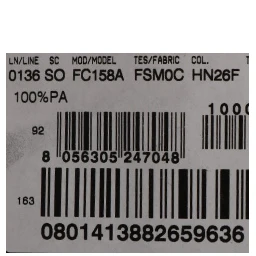 LN/LINE SC MOD/MODEL TES/FABRIC COL.
0136 SO FC158A FSM0C HN26F
100%PA
1000
92
8 056305 247048
163
0801413882659636